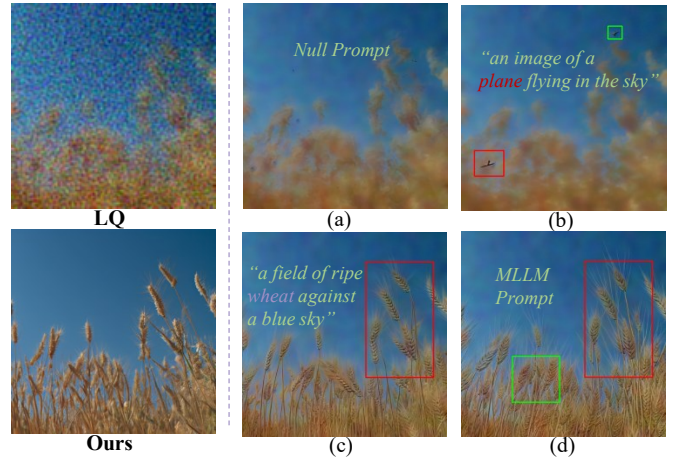 LQ
Null Prompt
(a)
“an image of a
plane flying in the sky”
(b)
Ours
“a field of ripe
wheat against
a blue sky”
(c)
MLLM
Prompt
(d)